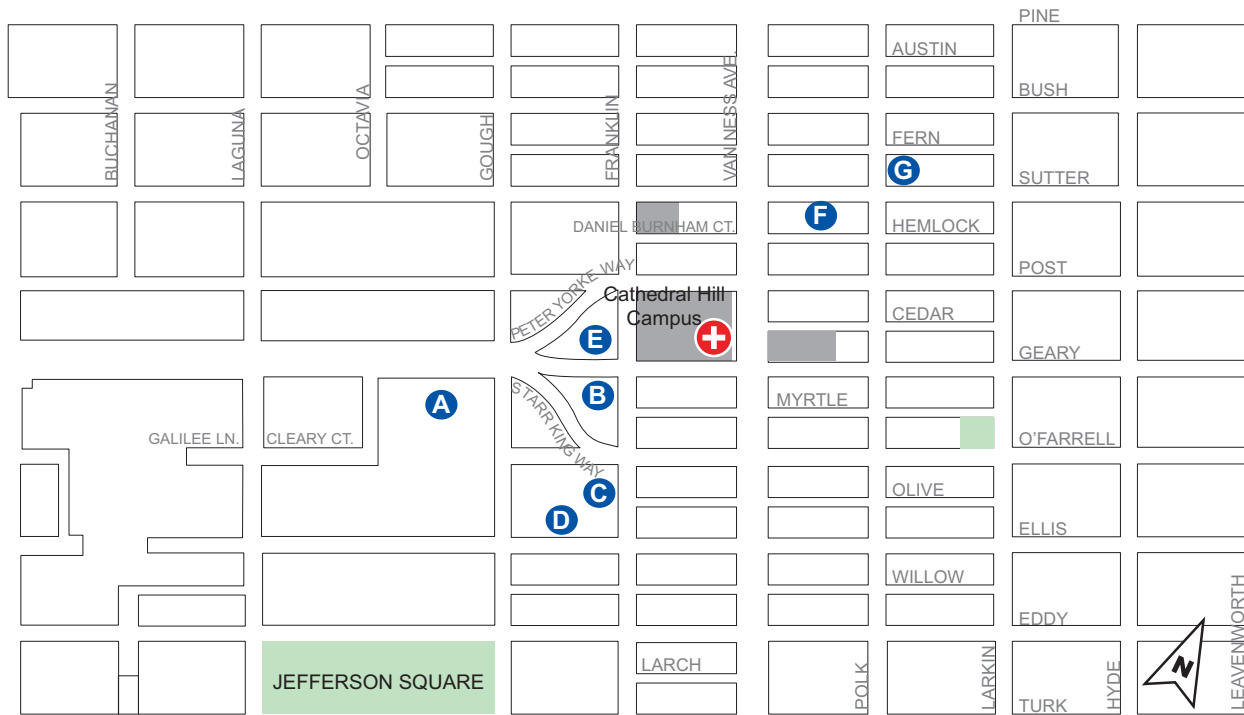 PINE
AUSTIN
BUSH
BUCHANAN
LAGUNA
OCTAVIA
GOUGH
FRANKLIN
VAN NESS AVE.
FERN
G
SUTTER
F
DANIEL BURNHAM CT.
HEMLOCK
POST
PETER YORKE WAY
Cathedral Hill
Campus
CEDAR
E
GEARY
STARR KING WAY
B
A
MYRTLE
GALILEE LN.
CLEARY CT.
O'FARRELL
C
OLIVE
D
ELLIS
WILLOW
EDDY
LARCH
JEFFERSON SQUARE
POLK
LARKIN
TURK
HYDE
N
LEAVENWORTH